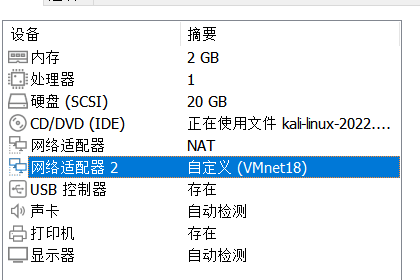 设备 摘要
内存 2 GB
处理器 1
硬盘 (SCSI) 20 GB
CD/DVD (IDE) 正在使用文件 kali-linux-2022....
网络适配器 NAT
网络适配器 2 自定义 (VMnet18)
USB 控制器 存在
声卡 自动检测
打印机 存在
显示器 自动检测